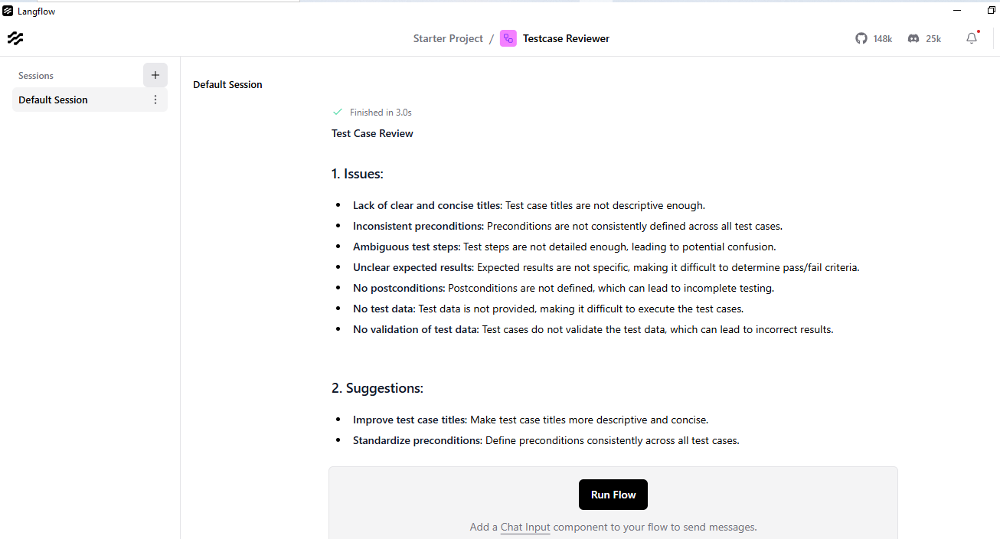 Langflow
Starter Project / Testcase Reviewer
148k
25k
Sessions
Default Session
Default Session
Finished in 3.0s
Test Case Review
1. Issues:
• Lack of clear and concise titles: Test case titles are not descriptive enough.
• Inconsistent preconditions: Preconditions are not consistently defined across all test cases.
• Ambiguous test steps: Test steps are not detailed enough, leading to potential confusion.
• Unclear expected results: Expected results are not specific, making it difficult to determine pass/fail criteria.
• No postconditions: Postconditions are not defined, which can lead to incomplete testing.
• No test data: Test data is not provided, making it difficult to execute the test cases.
• No validation of test data: Test cases do not validate the test data, which can lead to incorrect results.
2. Suggestions:
• Improve test case titles: Make test case titles more descriptive and concise.
• Standardize preconditions: Define preconditions consistently across all test cases.
Run Flow
Add a Chat Input component to your flow to send messages.